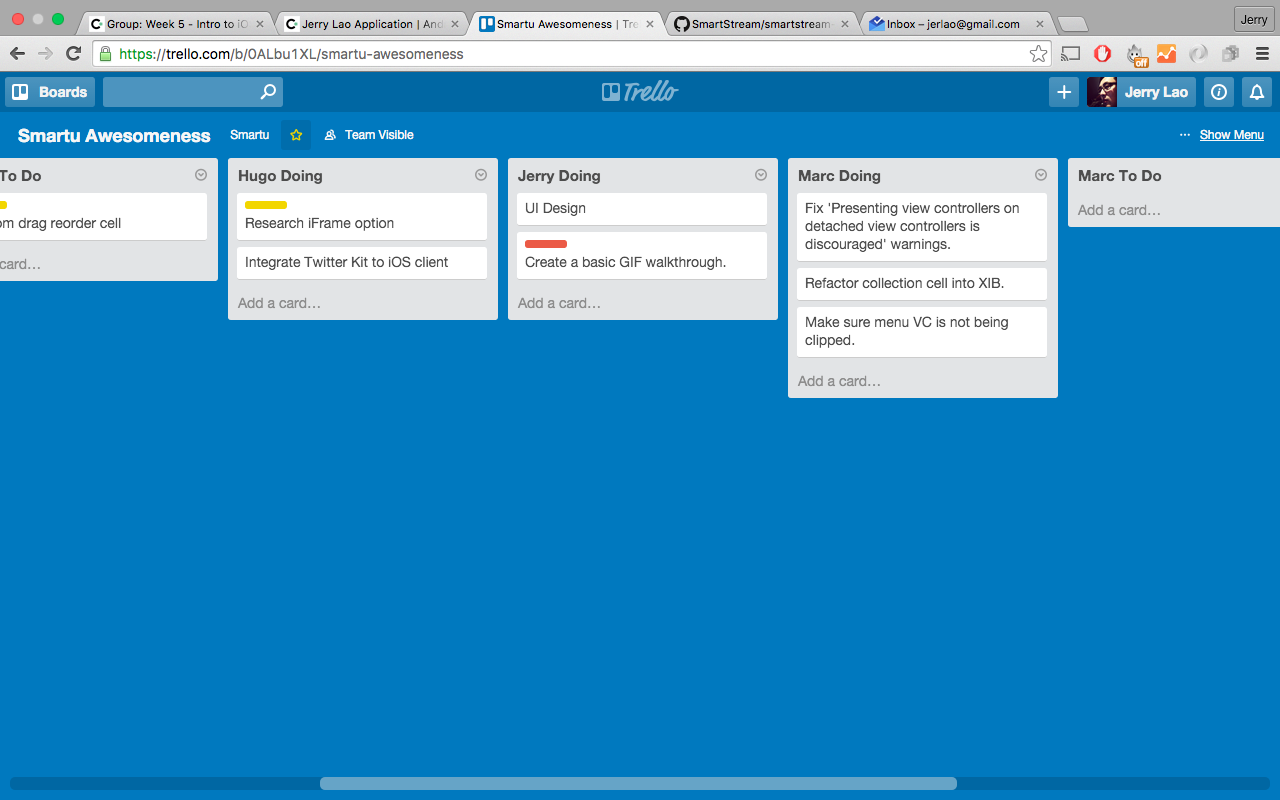 Group: Week 5 - Intro to iO
Jerry Lao Application | And
Smartu Awesomeness | Tre
SmartStream/smartstream-
Inbox – jerlao@gmail.com
Jerry
https://trello.com/b/0ALbu1XL/smartu-awesomeness
off
Boards
Trello
Jerry Lao
Smartu Awesomeness
Smartu
Team Visible
··· Show Menu
To Do
om drag reorder cell
card…
Hugo Doing
Research iFrame option
Integrate Twitter Kit to iOS client
Add a card…
Jerry Doing
UI Design
Create a basic GIF walkthrough.
Add a card…
Marc Doing
Fix 'Presenting view controllers on
detached view controllers is
discouraged' warnings.
Refactor collection cell into XIB.
Make sure menu VC is not being
clipped.
Add a card…
Marc To Do
Add a card…